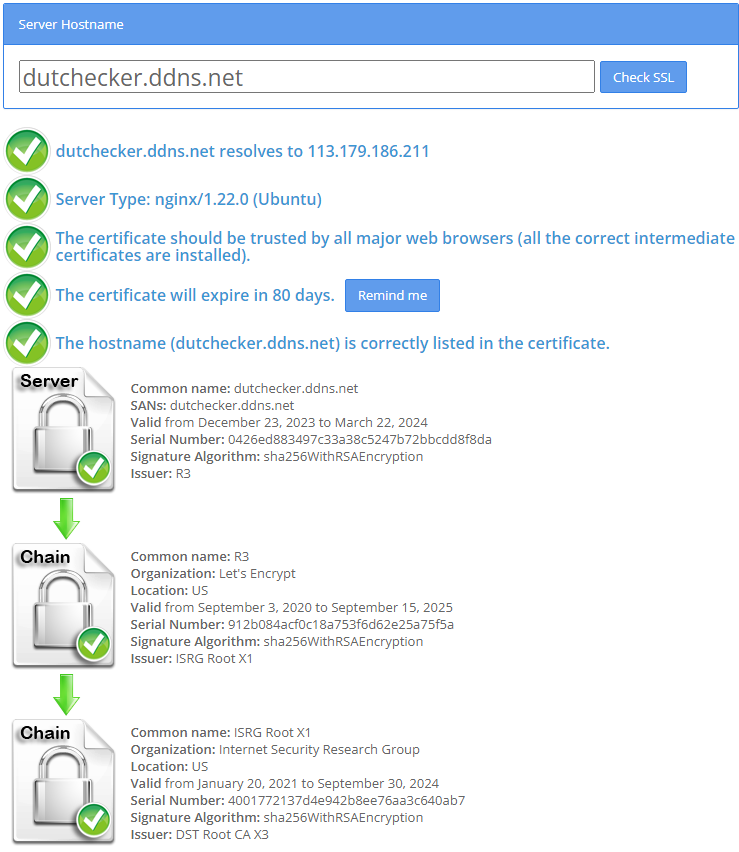 Server Hostname
dutchecker.ddns.net
Check SSL
dutchecker.ddns.net resolves to 113.179.186.211
Server Type: nginx/1.22.0 (Ubuntu)
The certificate should be trusted by all major web browsers (all the correct intermediate
certificates are installed).
The certificate will expire in 80 days.
Remind me
The hostname (dutchecker.ddns.net) is correctly listed in the certificate.
Server
Common name: dutchecker.ddns.net
SANs: dutchecker.ddns.net
Valid from December 23, 2023 to March 22, 2024
Serial Number: 0426ed883497c33a38c5247b72bbcdd8f8da
Signature Algorithm: sha256WithRSAEncryption
Issuer: R3
Chain
Common name: R3
Organization: Let's Encrypt
Location: US
Valid from September 3, 2020 to September 15, 2025
Serial Number: 912b084acf0c18a753f6d62e25a75f5a
Signature Algorithm: sha256WithRSAEncryption
Issuer: ISRG Root X1
Chain
Common name: ISRG Root X1
Organization: Internet Security Research Group
Location: US
Valid from January 20, 2021 to September 30, 2024
Serial Number: 4001772137d4e942b8ee76aa3c640ab7
Signature Algorithm: sha256WithRSAEncryption
Issuer: DST Root CA X3